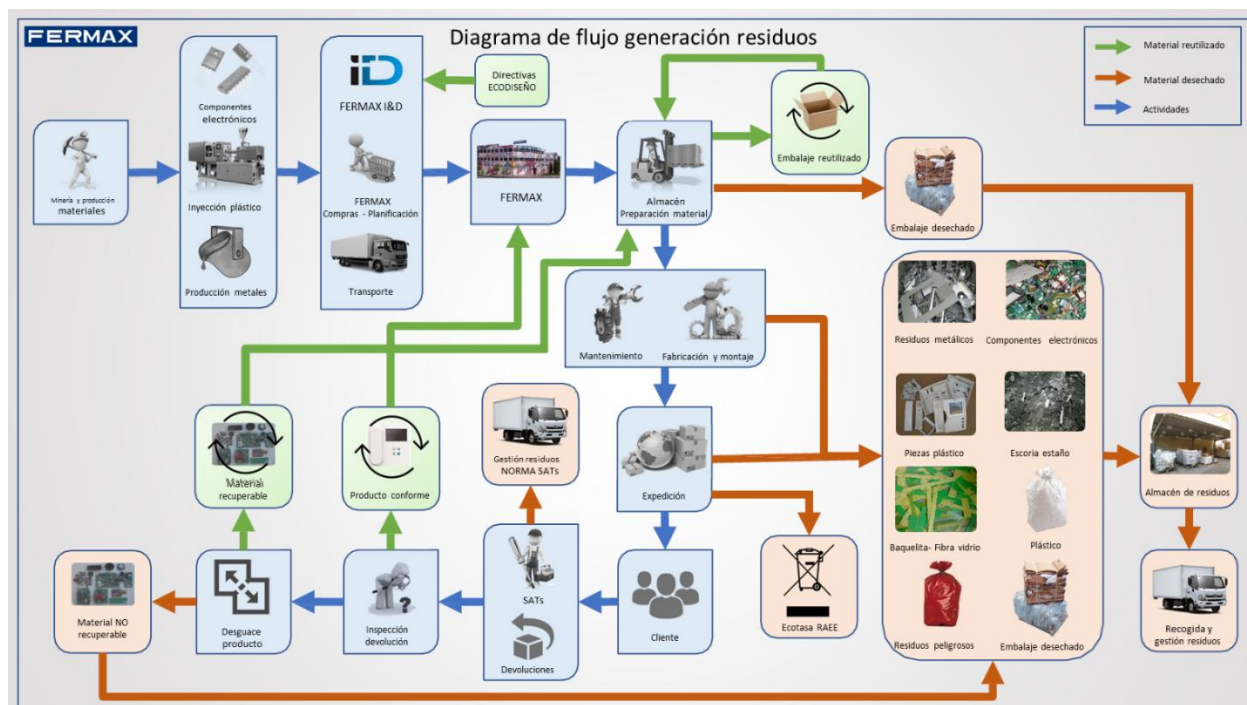 FERMAX
Diagrama de flujo generación residuos
Material reutilizado
Material desechado
Actividades
Componentes
electrónicos
Inyección plástico
Producción metales
Minería y producción
materiales
iD
FERMAX I&D
FERMAX
Compras - Planificación
Transporte
Directivas
ECODISEÑO
FERMAX
Almacén
Preparación material
Embalaje reutilizado
Embalaje desechado
Mantenimiento
Fabricación y montaje
Residuos metálicos
Componentes electrónicos
Piezas plástico
Escoria estaño
Baquelita- Fibra vidrio
Plástico
Residuos peligrosos
Embalaje desechado
Almacén de residuos
Recogida y
gestión residuos
Material
recuperable
Producto conforme
Gestión residuos
NORMA SATs
Expedición
Ecotasa RAEE
Material NO
recuperable
Desguace
producto
Inspección
devolución
SATs
Devoluciones
Cliente